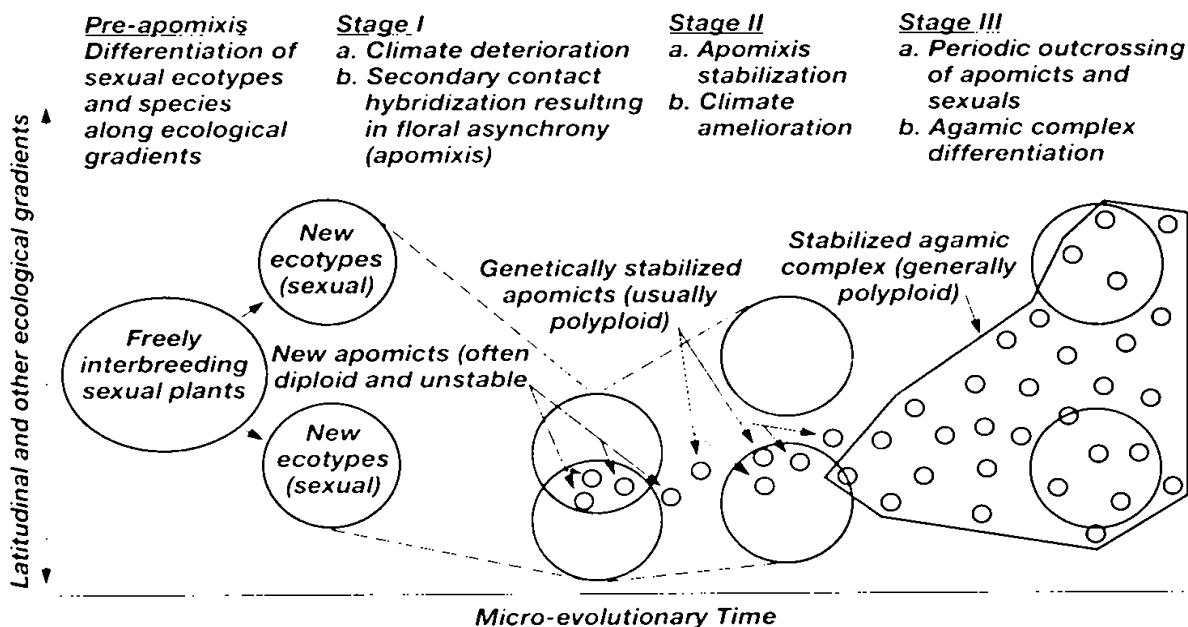 Pre-apomixis
Differentiation of
sexual ecotypes
and species
along ecological
gradients
Stage I
a. Climate deterioration
b. Secondary contact
hybridization resulting
in floral asynchrony
(apomixis)
Stage II
a. Apomixis
stabilization
b. Climate
amelioration
Stage III
a. Periodic outcrossing
of apomicts and
sexuals
b. Agamic complex
differentiation
Latitudinal and other ecological gradients
New
ecotypes
(sexual)
Freely
interbreeding
sexual plants
New apomicts (often
diploid and unstable
New
ecotypes
(sexual)
Genetically stabilized
apomicts (usually
polyploid)
Stabilized agamic
complex (generally
polyploid)
Micro-evolutionary Time